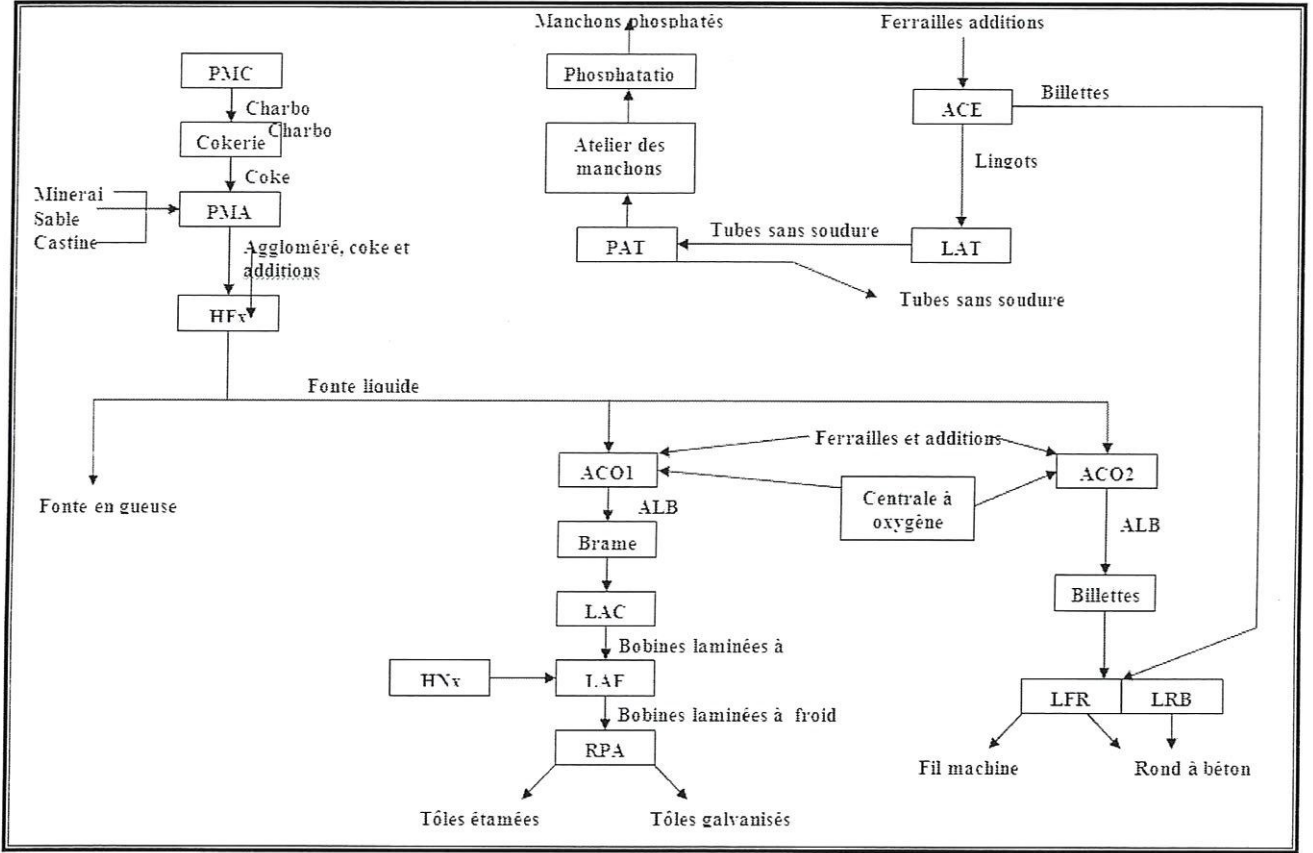 Manchons phosphatés
Ferrailles additions
PMC
Phosphatatio
Charbo
ACE
Billettes
Charbo
Cokerie
Atelier des
manchons
Lingots
Coke
Minerai
Sable
Castine
PMA
Tubes sans soudure
PAT
LAT
Aggloméré, coke et
additions
Tubes sans soudure
HFx
Fonte liquide
Ferrailles et additions
ACO1
ACO2
Fonte en gueuse
Centrale à
oxygène
ALB
ALB
Brame
Billettes
LAC
Bobines laminées à
HNx
LAF
LFR
LRB
Bobines laminées à froid
RPA
Fil machine
Rond à béton
Tôles étamées
Tôles galvanisés